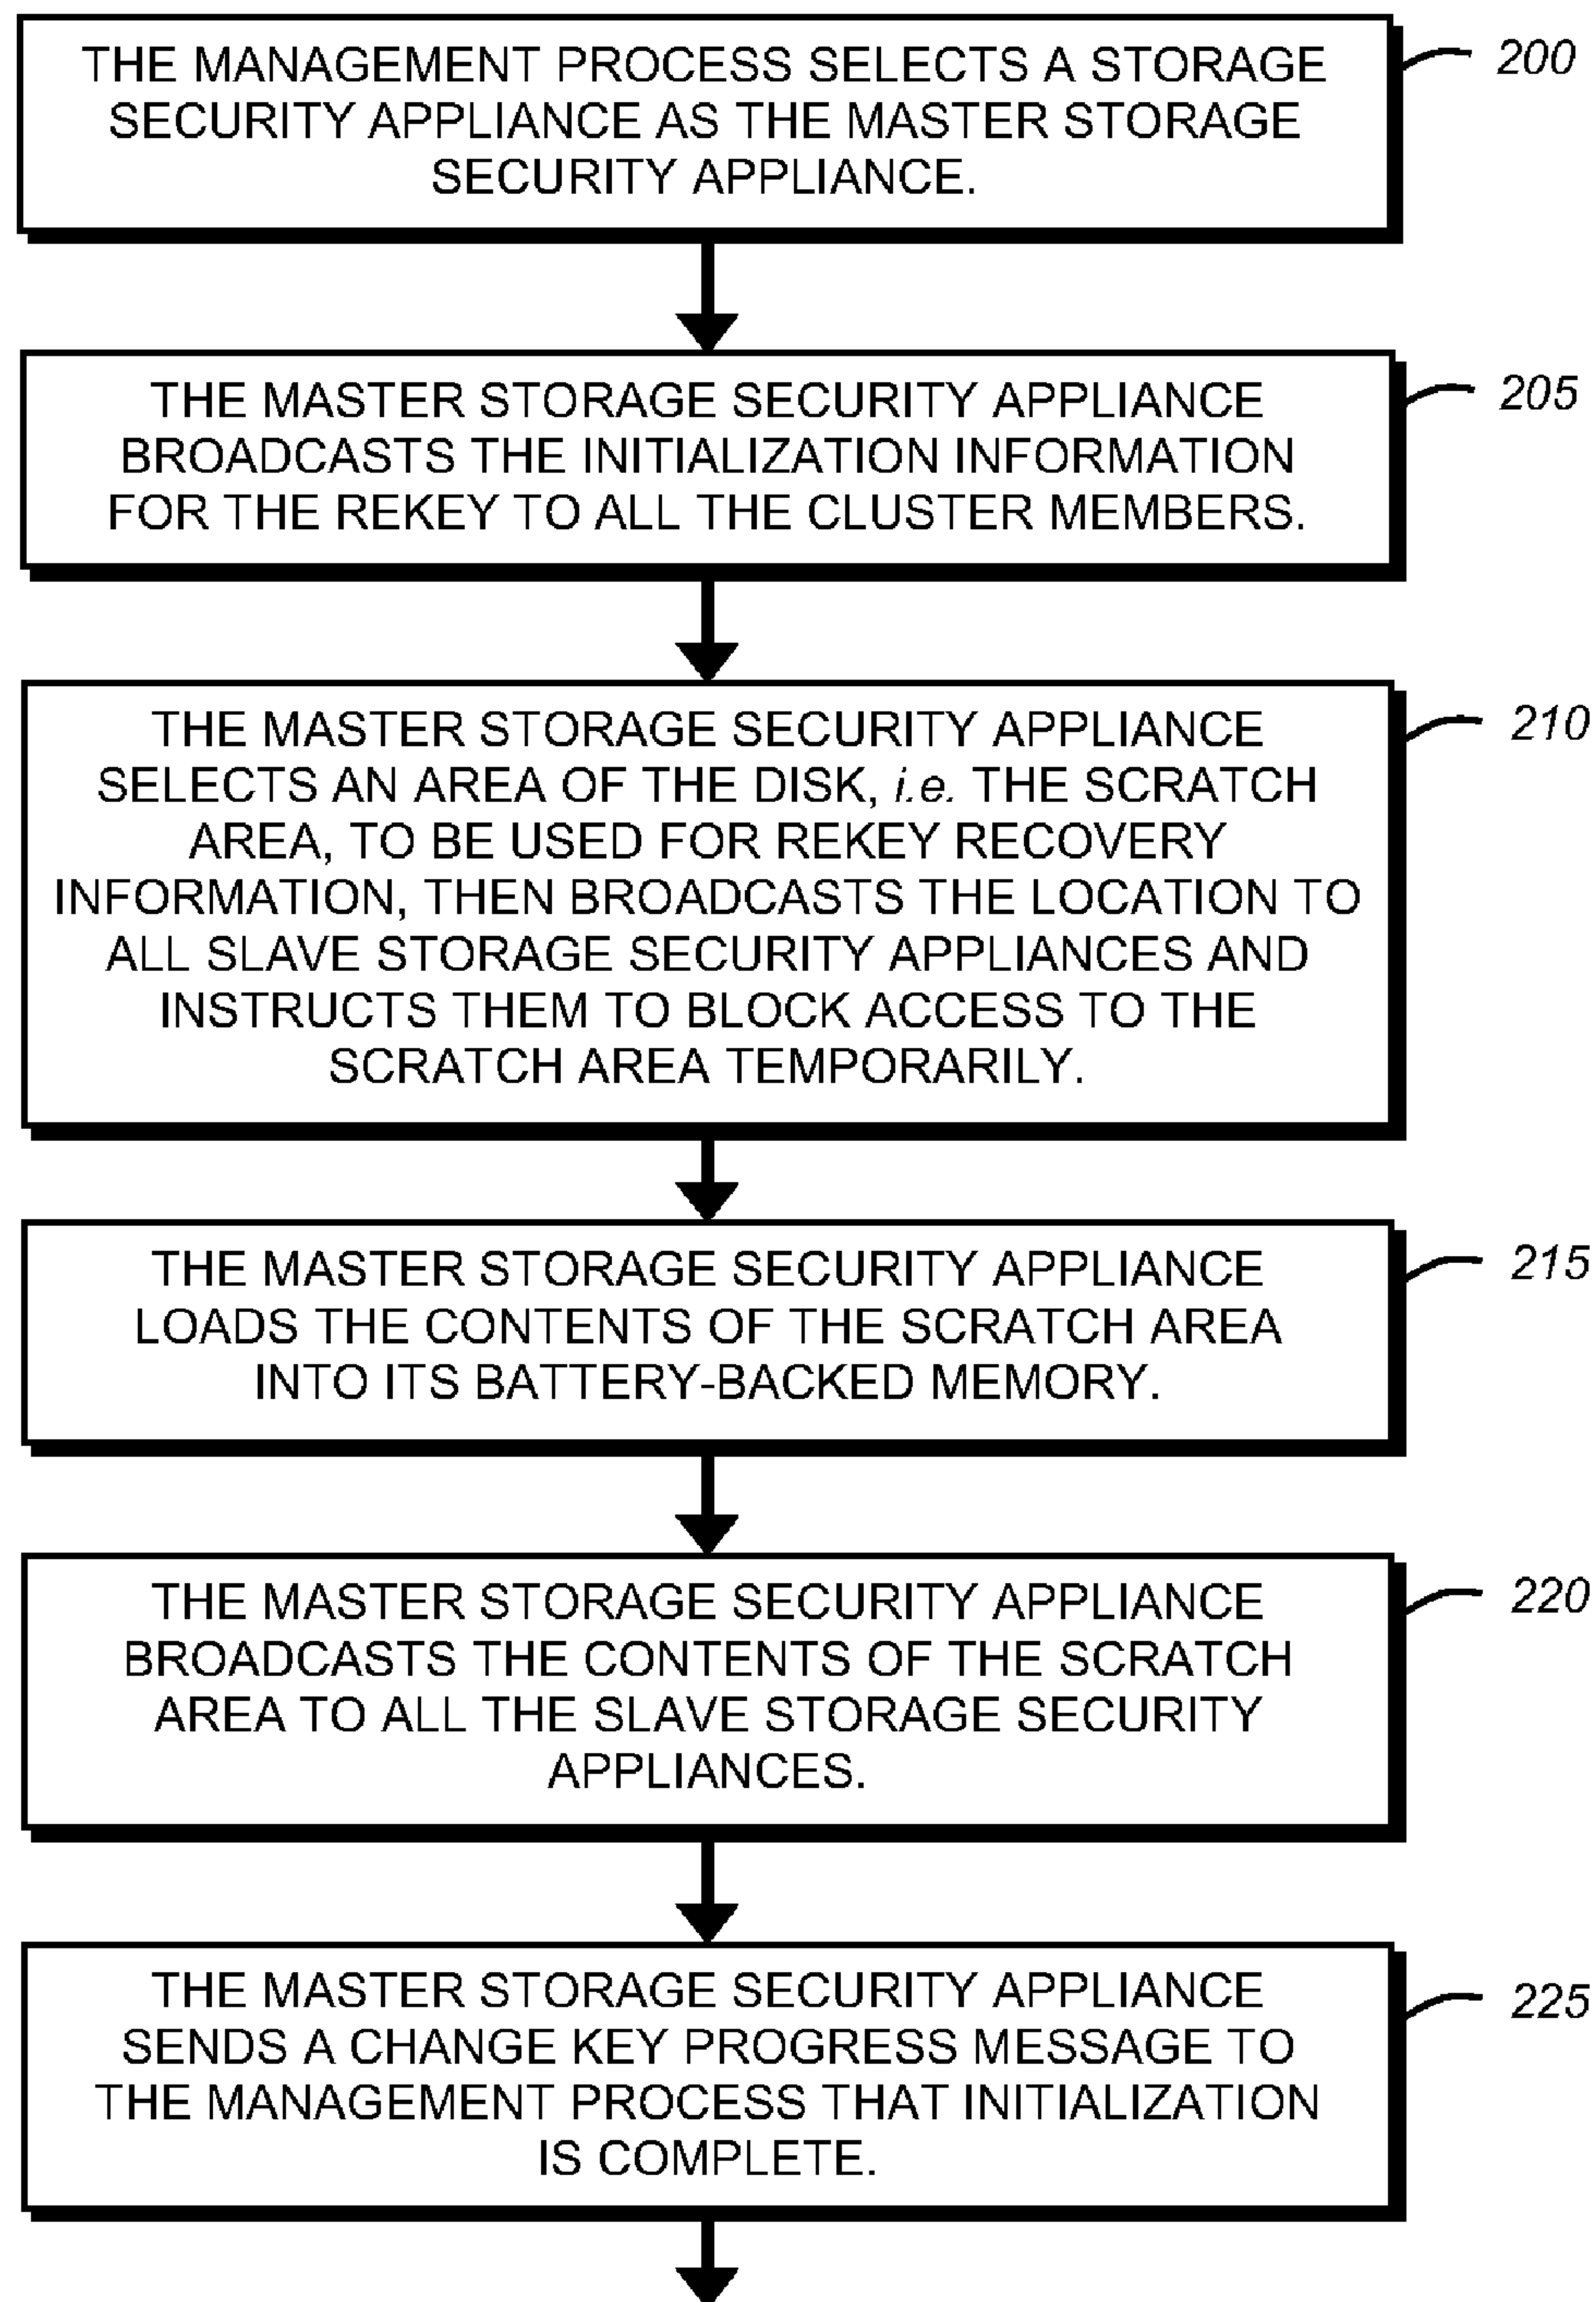 THE MANAGEMENT PROCESS SELECTS A STORAGE
SECURITY APPLIANCE AS THE MASTER STORAGE
SECURITY APPLIANCE.
200
THE MASTER STORAGE SECURITY APPLIANCE
BROADCASTS THE INITIALIZATION INFORMATION
FOR THE REKEY TO ALL THE CLUSTER MEMBERS.
205
THE MASTER STORAGE SECURITY APPLIANCE
SELECTS AN AREA OF THE DISK, i.e. THE SCRATCH
AREA, TO BE USED FOR REKEY RECOVERY
INFORMATION, THEN BROADCASTS THE LOCATION TO
ALL SLAVE STORAGE SECURITY APPLIANCES AND
INSTRUCTS THEM TO BLOCK ACCESS TO THE
SCRATCH AREA TEMPORARILY.
210
THE MASTER STORAGE SECURITY APPLIANCE
LOADS THE CONTENTS OF THE SCRATCH AREA
INTO ITS BATTERY-BACKED MEMORY.
215
THE MASTER STORAGE SECURITY APPLIANCE
BROADCASTS THE CONTENTS OF THE SCRATCH
AREA TO ALL THE SLAVE STORAGE SECURITY
APPLIANCES.
220
THE MASTER STORAGE SECURITY APPLIANCE
SENDS A CHANGE KEY PROGRESS MESSAGE TO
THE MANAGEMENT PROCESS THAT INITIALIZATION
IS COMPLETE.
225